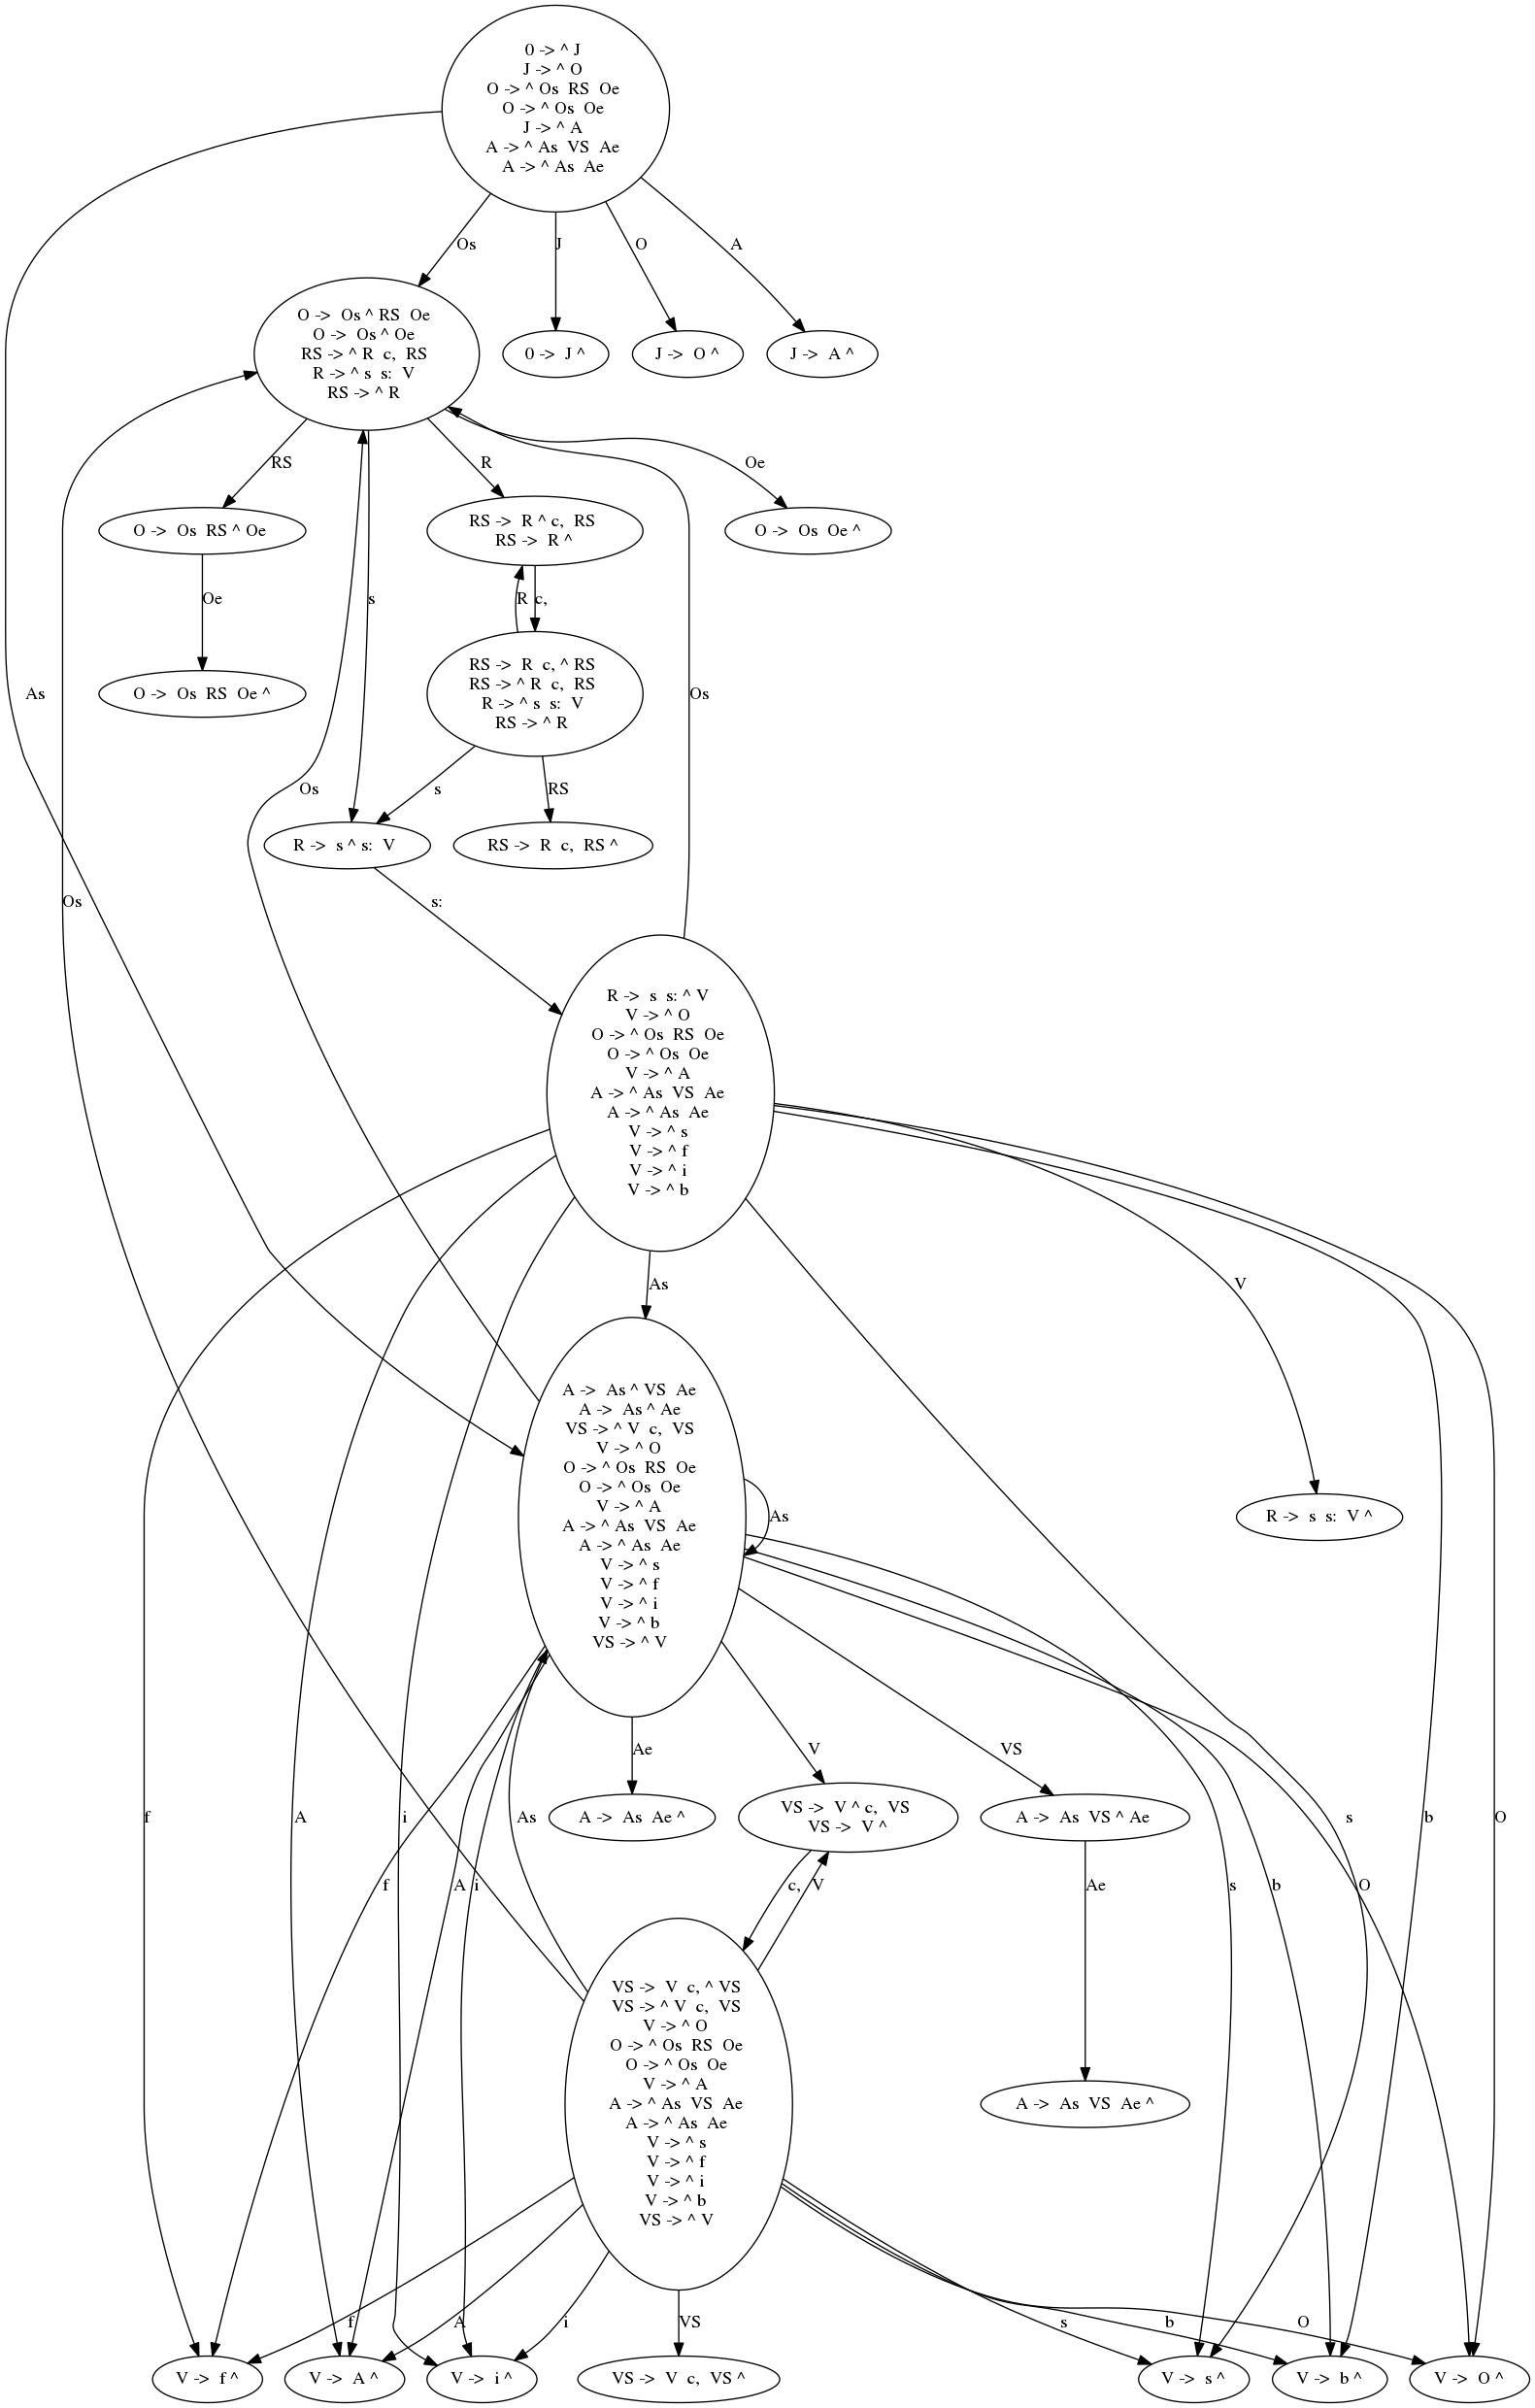 0 -> ^ J
J -> ^ O
O -> ^ Os  RS  Oe
O -> ^ Os  Oe
J -> ^ A
A -> ^ As  VS  Ae
A -> ^ As  Ae
Os
J
O
A
O ->  Os ^ RS  Oe
O ->  Os ^ Oe
RS -> ^ R  c,  RS
R -> ^ s  s:  V
RS -> ^ R
0 ->  J ^
J ->  O ^
J ->  A ^
RS
R
Oe
O ->  Os  RS ^ Oe
RS ->  R ^ c,  RS
RS ->  R ^
O ->  Os  Oe ^
Oe
s
R
c,
As
O ->  Os  RS  Oe ^
RS ->  R  c, ^ RS
RS -> ^ R  c,  RS
R -> ^ s  s:  V
RS -> ^ R
Os
Os
s
RS
R ->  s ^ s:  V
RS ->  R  c,  RS ^
Os
s:
R ->  s  s: ^ V
V -> ^ O
O -> ^ Os  RS  Oe
O -> ^ Os  Oe
V -> ^ A
A -> ^ As  VS  Ae
A -> ^ As  Ae
V -> ^ s
V -> ^ f
V -> ^ i
V -> ^ b
As
V
A ->  As ^ VS  Ae
A ->  As ^ Ae
VS -> ^ V  c,  VS
V -> ^ O
O -> ^ Os  RS  Oe
O -> ^ Os  Oe
V -> ^ A
A -> ^ As  VS  Ae
A -> ^ As  Ae
V -> ^ s
V -> ^ f
V -> ^ i
V -> ^ b
VS -> ^ V
As
R ->  s  s:  V ^
Ae
V
VS
f
A
i
As
A ->  As  Ae ^
VS ->  V ^ c,  VS
VS ->  V ^
A ->  As  VS ^ Ae
s
b
O
f
A
i
c,
V
Ae
s
b
O
VS ->  V  c, ^ VS
VS -> ^ V  c,  VS
V -> ^ O
O -> ^ Os  RS  Oe
O -> ^ Os  Oe
V -> ^ A
A -> ^ As  VS  Ae
A -> ^ As  Ae
V -> ^ s
V -> ^ f
V -> ^ i
V -> ^ b
VS -> ^ V
A ->  As  VS  Ae ^
f
A
i
VS
s
b
O
V ->  f ^
V ->  A ^
V ->  i ^
VS ->  V  c,  VS ^
V ->  s ^
V ->  b ^
V ->  O ^